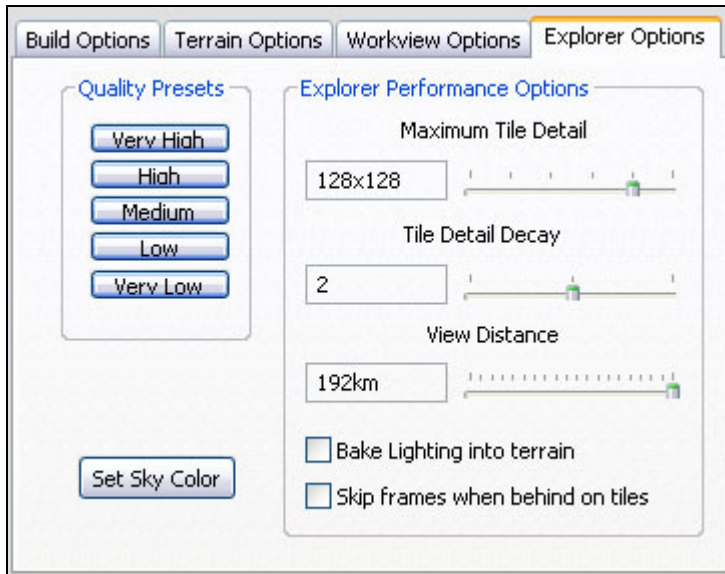 Build Options
Terrain Options
Workview Options
Explorer Options
Quality Presets
Very High
High
Medium
Low
Very Low
Set Sky Color
Explorer Performance Options
Maximum Tile Detail
128x128
Tile Detail Decay
2
View Distance
192km
Bake Lighting into terrain
Skip frames when behind on tiles